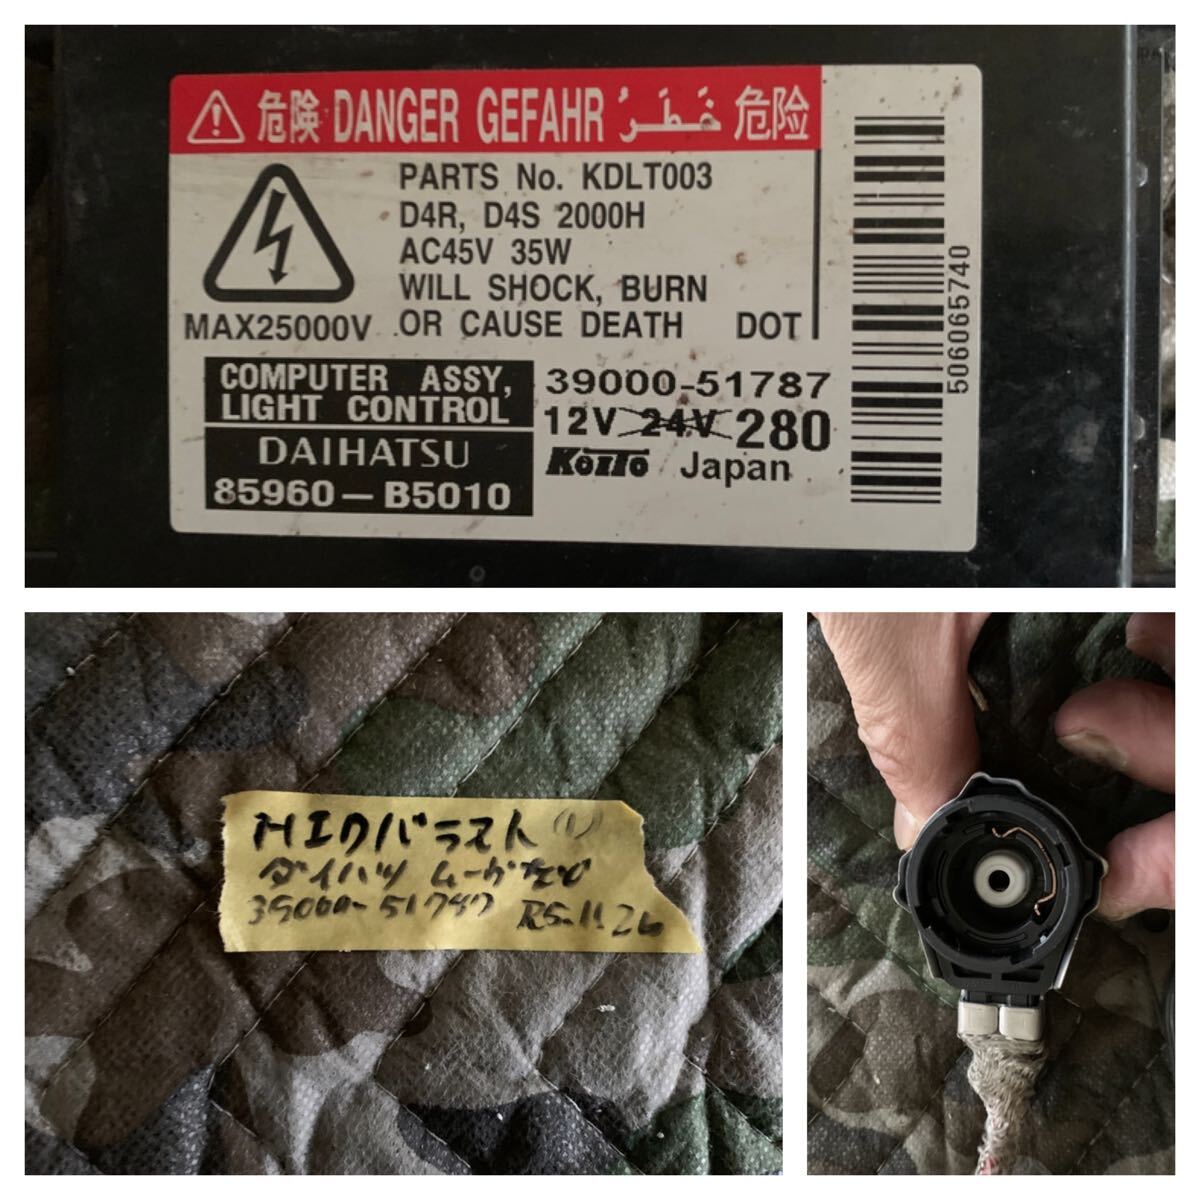 危険 DANGER GEFAHR خَطَرُ 危险
PARTS No. KDLT003
D4R, D4S 2000H
AC45V 35W
WILL SHOCK, BURN
OR CAUSE DEATH DOT
MAX25000V
COMPUTER ASSY,
LIGHT CONTROL
DAIHATSU
85960-B5010
39000-51787
12V 24V 280
KOITO Japan
506065740
HIDバラスト (1)
ダイハツ ムーヴなど
39000-51787 R5.11.26